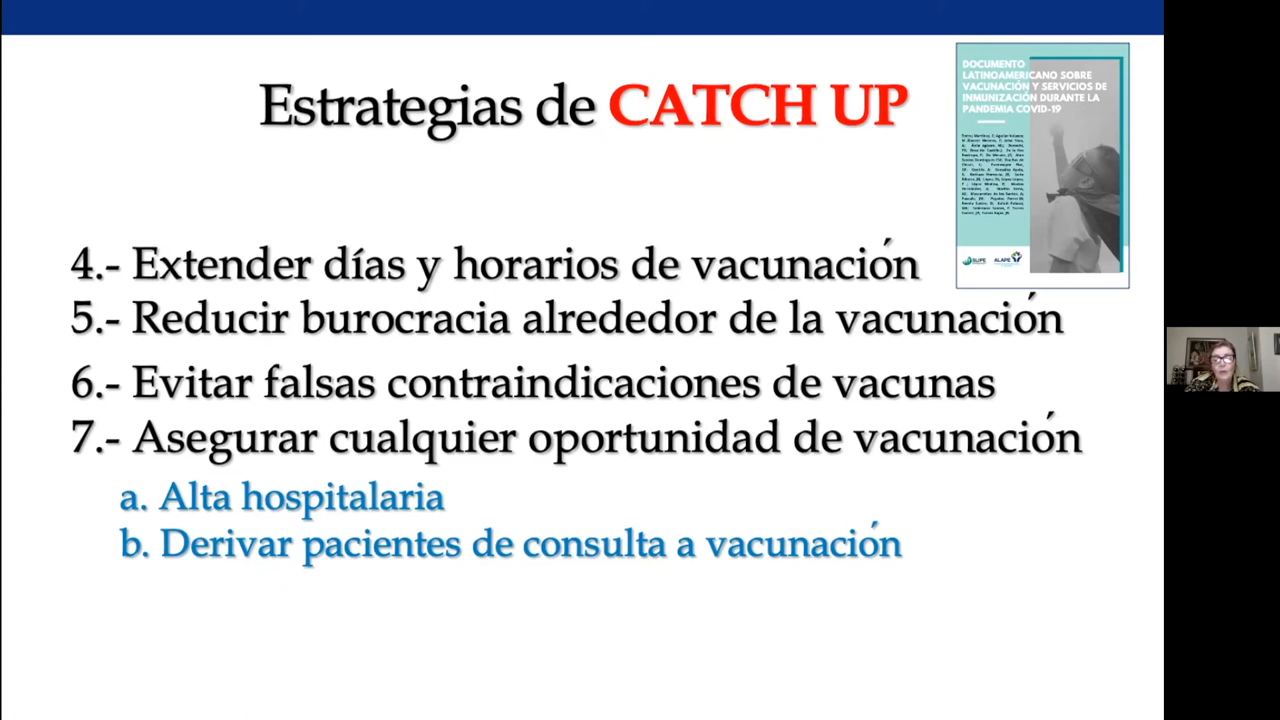 Estrategias de CATCH UP
DOCUMENTO
LATINOAMERICANO SOBRE
VACUNACIÓN Y SERVICIOS DE
INMUNIZACIÓN DURANTE LA
PANDEMIA COVID-19
SLIPE
ALAPE
4.- Extender días y horarios de vacunación
5.- Reducir burocracia alrededor de la vacunación
6.- Evitar falsas contraindicaciones de vacunas
7.- Asegurar cualquier oportunidad de vacunación
a. Alta hospitalaria
b. Derivar pacientes de consulta a vacunación